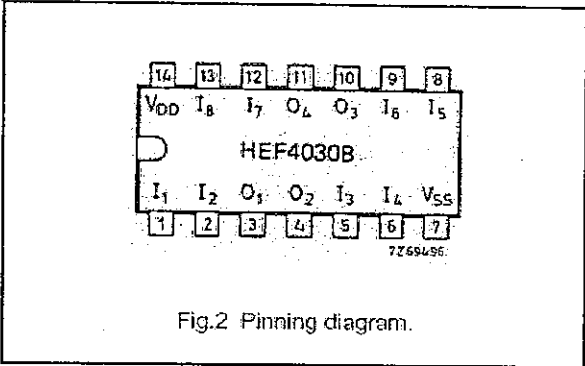 14 13 12 11 10 9 8
VDD I8 I7 O4 O3 I6 I5
HEF4030B
I1 I2 O1 O2 I3 I4 VSS
1 2 3 4 5 6 7
7Z69496
Fig.2 Pinning diagram.